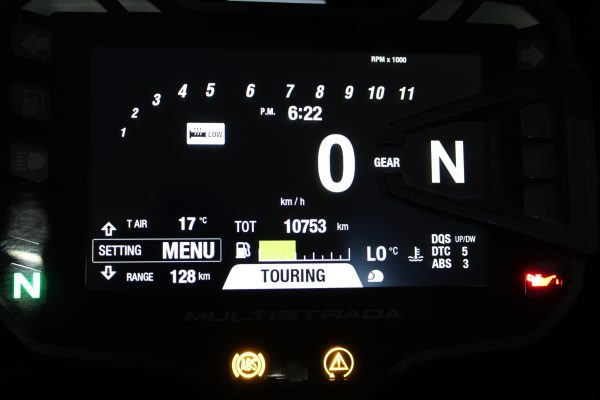 RPM x 1000
1 2 3 4 5 6 7 8 9 10 11
P.M. 6:22
LOW
0 GEAR N
km / h
T AIR 17 °C TOT 10753 km
SETTING MENU
LO °C
DQS UP/DW
DTC 5
ABS 3
RANGE 128 km
TOURING
N
MULTISTRADA
ABS